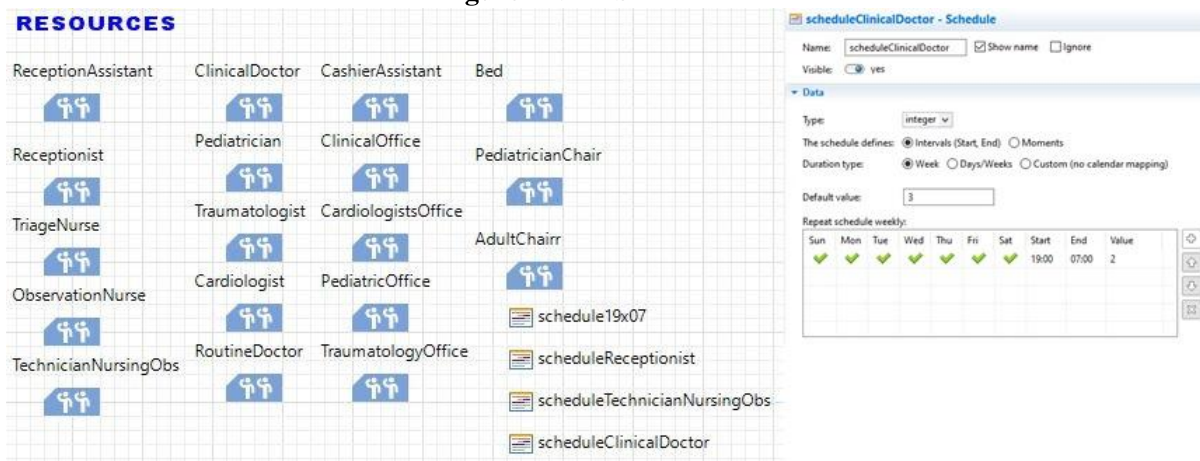 RESOURCES
ReceptionAssistant
ClinicalDoctor
CashierAssistant
Bed
Receptionist
Pediatrician
ClinicalOffice
PediatricianChair
TriageNurse
Traumatologist
CardiologistsOffice
AdultChairr
ObservationNurse
Cardiologist
PediatricOffice
schedule19x07
TechnicianNursingObs
RoutineDoctor
TraumatologyOffice
scheduleReceptionist
scheduleTechnicianNursingObs
scheduleClinicalDoctor
scheduleClinicalDoctor - Schedule
Name: scheduleClinicalDoctor Show name Ignore
Visible: yes
Data
Type: integer
The schedule defines: Intervals (Start, End) Moments
Duration type: Week Days/Weeks Custom (no calendar mapping)
Default value: 3
Repeat schedule weekly:
Sun Mon Tue Wed Thu Fri Sat Start End Value
19:00 07:00 2